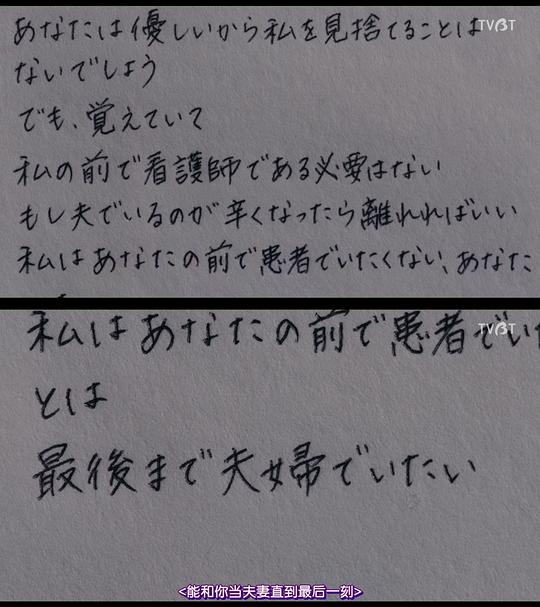 あなたは優しいから私を見捨てることは
TVBT
ないでしょう
でも、覚えていて
私の前で看護師である必要はない
もし夫でいるのが辛くなったら離れればいい
私はあなたの前で患者でいたくない、あなた
私はあなたの前で患者でいた
TVBT
とは
最後まで夫婦でいたい
<能和你当夫妻直到最后一刻>